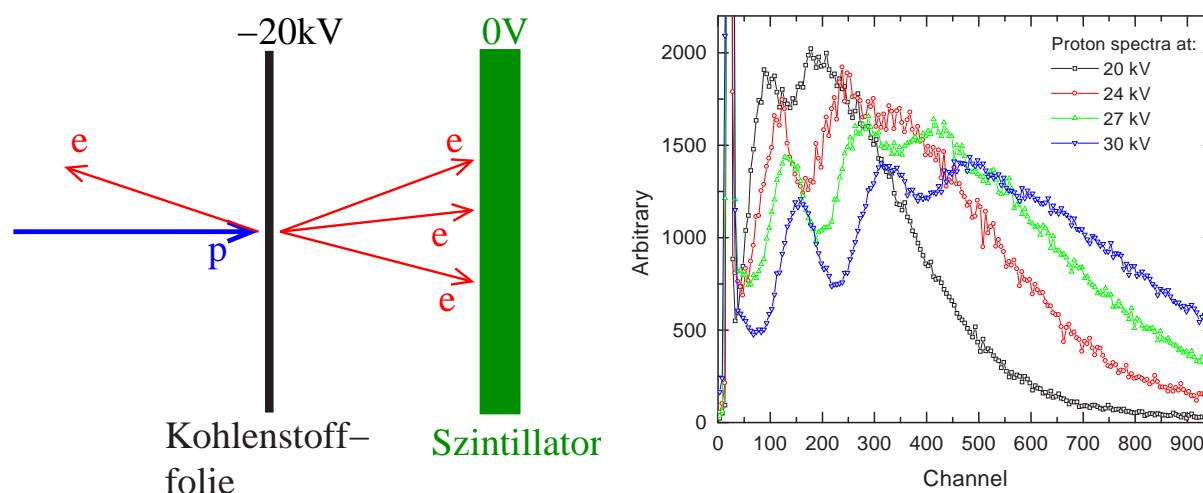 −20kV
0V
e
e
e
e
p
Kohlenstoff−
folie
Szintillator
Proton spectra at:
20 kV
24 kV
27 kV
30 kV
Arbitrary
2000
1500
1000
500
0
0 100 200 300 400 500 600 700 800 900
Channel